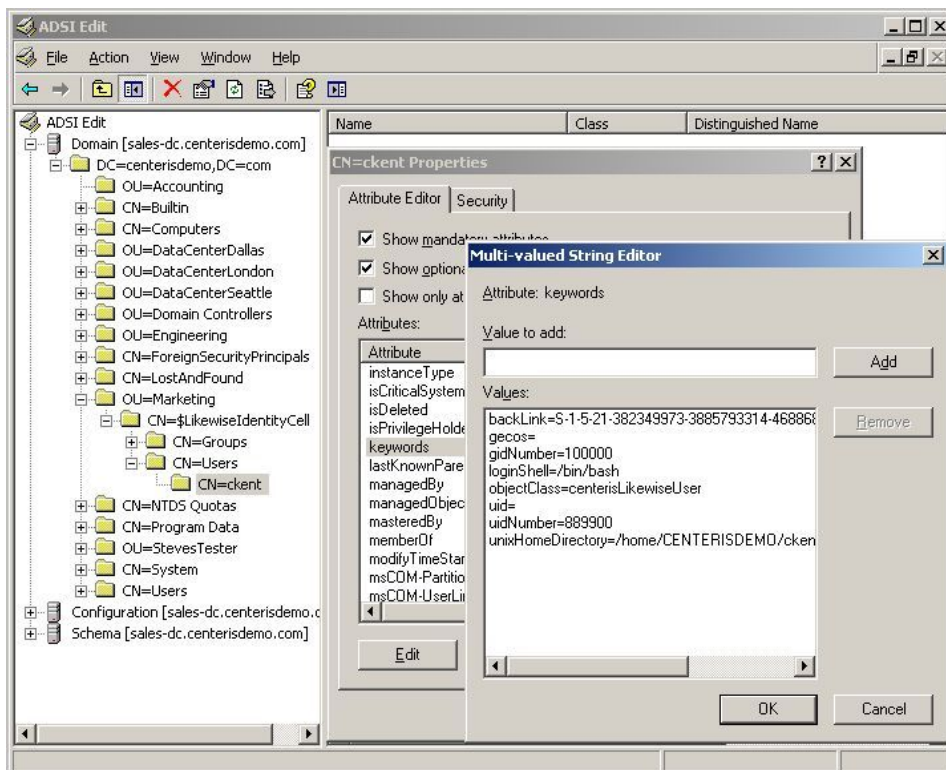 ADSI Edit
File Action View Window Help
ADSI Edit
Domain [sales-dc.centerisdemo.com]
DC=centerisdemo,DC=com
OU=Accounting
CN=Builtin
CN=Computers
OU=DataCenterDallas
OU=DataCenterLondon
OU=DataCenterSeattle
OU=Domain Controllers
OU=Engineering
CN=ForeignSecurityPrincipals
CN=LostAndFound
OU=Marketing
CN=$LikewiseIdentityCell
CN=Groups
CN=Users
CN=ckent
CN=NTDS Quotas
CN=Program Data
OU=StevesTester
CN=System
CN=Users
Configuration [sales-dc.centerisdemo.c
Schema [sales-dc.centerisdemo.com]
Name Class Distinguished Name
CN=ckent Properties
Attribute Editor Security
Show mandatory attributes
Show optiona
Show only at
Attributes:
Attribute
instanceType
isCriticalSystem
isDeleted
isPrivilegeHolde
keywords
lastKnownPare
managedBy
managedObjec
masteredBy
memberOf
modifyTimeStar
msCOM-Partitio
msCOM-UserLir
Edit
Multi-valued String Editor
Attribute: keywords
Value to add:
Add
Values:
backLink=S-1-5-21-382349973-3885793314-468868
gecos=
gidNumber=100000
loginShell=/bin/bash
objectClass=centerisLikewiseUser
uid=
uidNumber=889900
unixHomeDirectory=/home/CENTERISDEMO/cken
Remove
OK Cancel